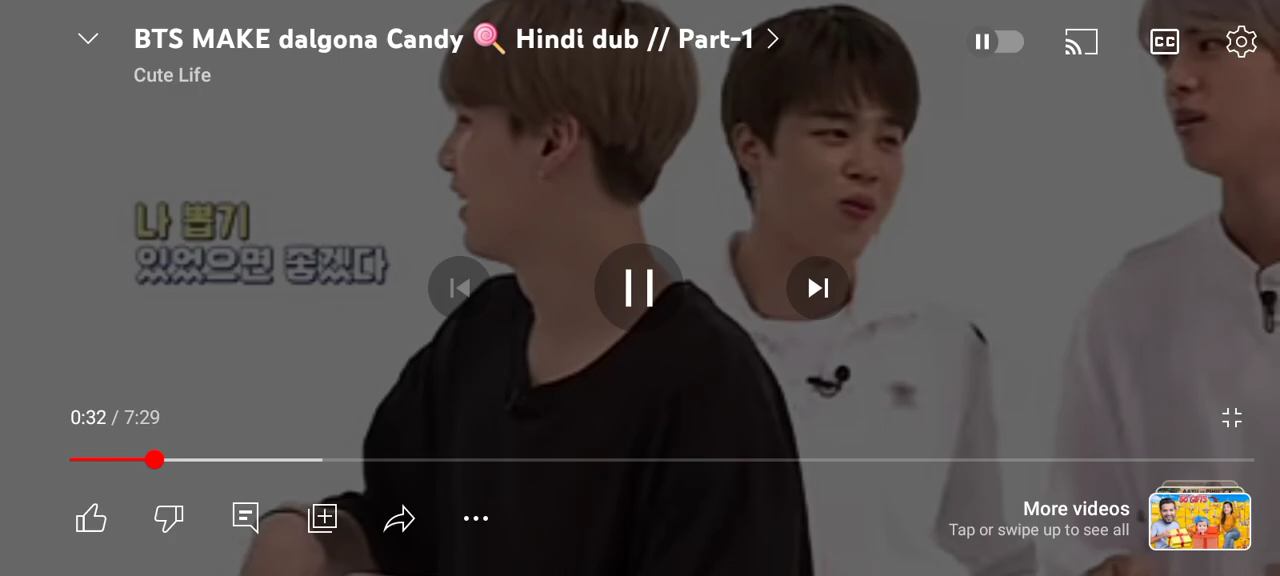 BTS MAKE dalgona Candy 🍭 Hindi dub // Part-1
Cute Life
CC
나 뽑기
있었으면 좋겠다
0:32 / 7:29
More videos
Tap or swipe up to see all